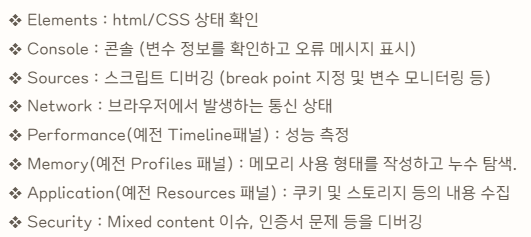 ❖ Elements : html/CSS 상태 확인
❖ Console : 콘솔 (변수 정보를 확인하고 오류 메시지 표시)
❖ Sources : 스크립트 디버깅 (break point 지정 및 변수 모니터링 등)
❖ Network : 브라우저에서 발생하는 통신 상태
❖ Performance(예전 Timeline패널) : 성능 측정
❖ Memory(예전 Profiles 패널) : 메모리 사용 형태를 작성하고 누수 탐색.
❖ Application(예전 Resources 패널) : 쿠키 및 스토리지 등의 내용 수집
❖ Security : Mixed content 이슈, 인증서 문제 등을 디버깅